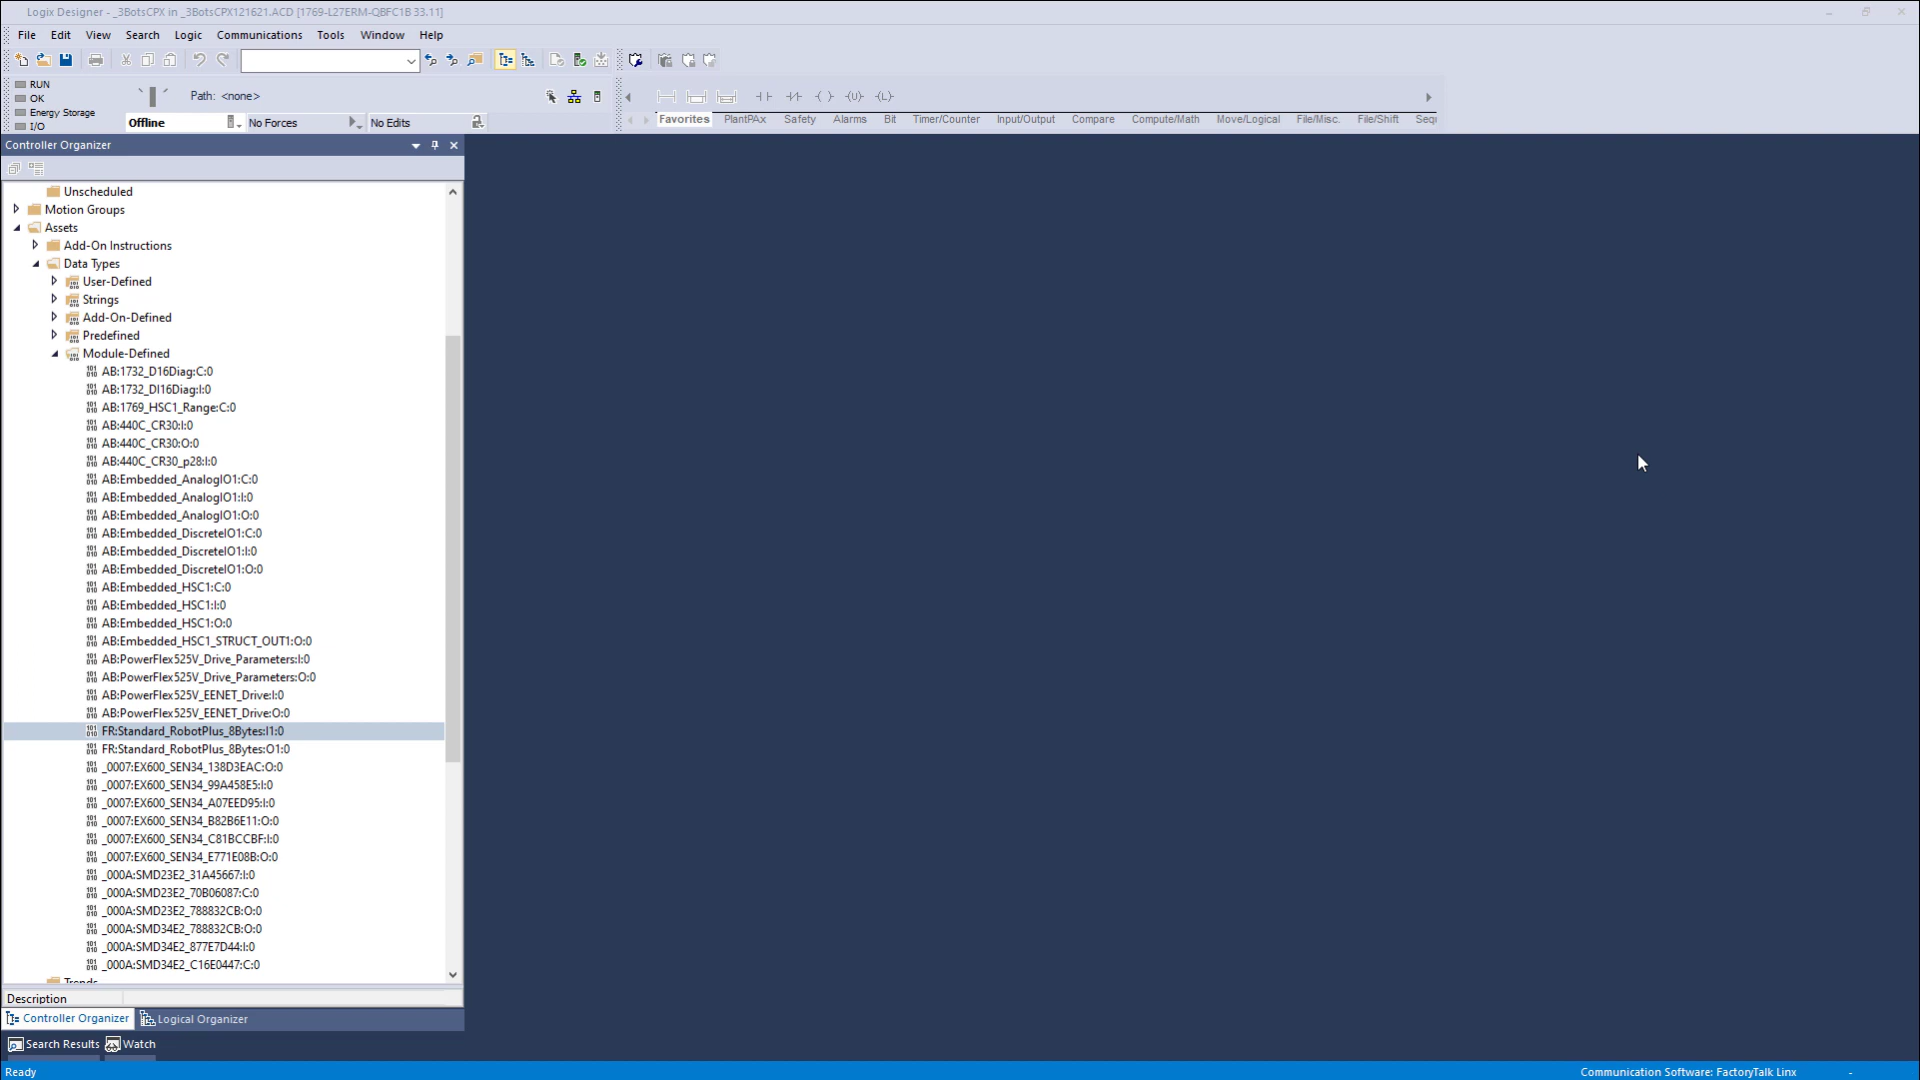 Logix Designer - _3BotsCPX in _3BotsCPX121621.ACD [1769-L27ERM-QBFC1B 33.11]
File Edit View Search Logic Communications Tools Window Help
RUN
OK
Energy Storage
I/O
Path: <none>
Offline No Forces No Edits
Favorites PlantPAx Safety Alarms Bit Timer/Counter Input/Output Compare Compute/Math Move/Logical File/Misc. File/Shift Sequ
Controller Organizer
Unscheduled
Motion Groups
Assets
Add-On Instructions
Data Types
User-Defined
Strings
Add-On-Defined
Predefined
Module-Defined
AB:1732_D16Diag:C:0
AB:1732_DI16Diag:I:0
AB:1769_HSC1_Range:C:0
AB:440C_CR30:I:0
AB:440C_CR30:O:0
AB:440C_CR30_p28:I:0
AB:Embedded_AnalogIO1:C:0
AB:Embedded_AnalogIO1:I:0
AB:Embedded_AnalogIO1:O:0
AB:Embedded_DiscreteIO1:C:0
AB:Embedded_DiscreteIO1:I:0
AB:Embedded_DiscreteIO1:O:0
AB:Embedded_HSC1:C:0
AB:Embedded_HSC1:I:0
AB:Embedded_HSC1:O:0
AB:Embedded_HSC1_STRUCT_OUT1:O:0
AB:PowerFlex525V_Drive_Parameters:I:0
AB:PowerFlex525V_Drive_Parameters:O:0
AB:PowerFlex525V_EENET_Drive:I:0
AB:PowerFlex525V_EENET_Drive:O:0
FR:Standard_RobotPlus_8Bytes:I1:0
FR:Standard_RobotPlus_8Bytes:O1:0
_0007:EX600_SEN34_138D3EAC:O:0
_0007:EX600_SEN34_99A458E5:I:0
_0007:EX600_SEN34_A07EED95:I:0
_0007:EX600_SEN34_B82B6E11:O:0
_0007:EX600_SEN34_C81BCCBF:I:0
_0007:EX600_SEN34_E771E08B:O:0
_000A:SMD23E2_31A45667:I:0
_000A:SMD23E2_70B06087:C:0
_000A:SMD23E2_788832CB:O:0
_000A:SMD34E2_788832CB:O:0
_000A:SMD34E2_877E7D44:I:0
_000A:SMD34E2_C16E0447:C:0
Trends
Description
Controller Organizer Logical Organizer
Search Results Watch
Ready Communication Software: FactoryTalk Linx -